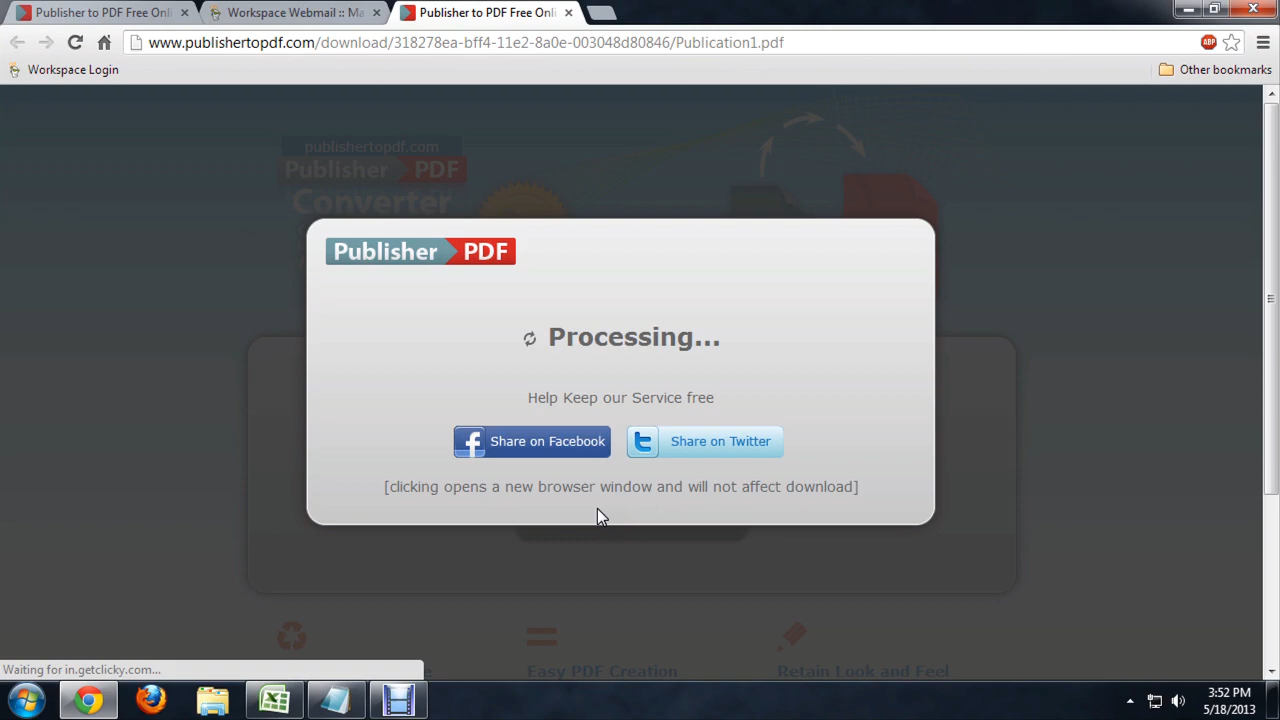 Publisher to PDF Free Onli
Workspace Webmail :: Ma
Publisher to PDF Free Onli
www.publishertopdf.com/download/318278ea-bff4-11e2-8a0e-003048d80846/Publication1.pdf
ABP
Workspace Login
Other bookmarks
publishertopdf.com
Publisher PDF
Converter
Publisher PDF
Processing...
Help Keep our Service free
Share on Facebook
Share on Twitter
[clicking opens a new browser window and will not affect download]
Easy PDF Creation
Retain Look and Feel
Waiting for in.getclicky.com...
3:52 PM
5/18/2013